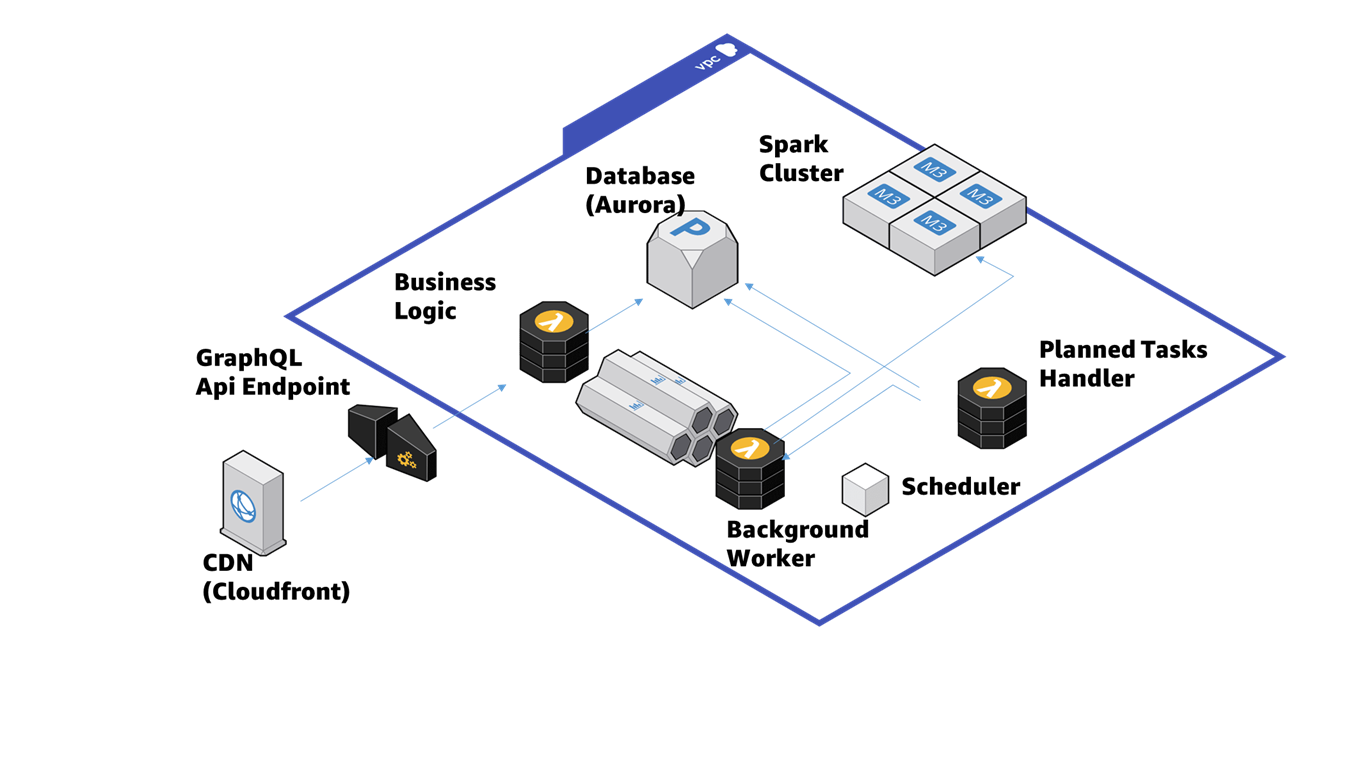 vpc
Spark
Cluster
Database
(Aurora)
P
M3
M3
M3
M3
Business
Logic
GraphQL
Api Endpoint
Planned Tasks
Handler
λ
λ
λ
Scheduler
Background
Worker
CDN
(Cloudfront)